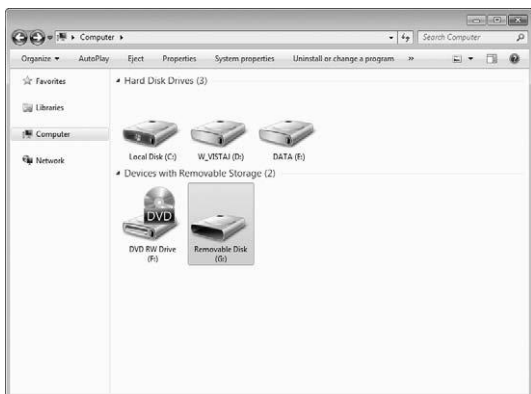 Computer
Search Computer
Organize
AutoPlay
Eject
Properties
System properties
Uninstall or change a program
»
Favorites
Libraries
Computer
Network
Hard Disk Drives (3)
Local Disk (C:)
W_VISTAJ (D:)
DATA (E:)
Devices with Removable Storage (2)
DVD
DVD RW Drive
(F:)
Removable Disk
(G:)